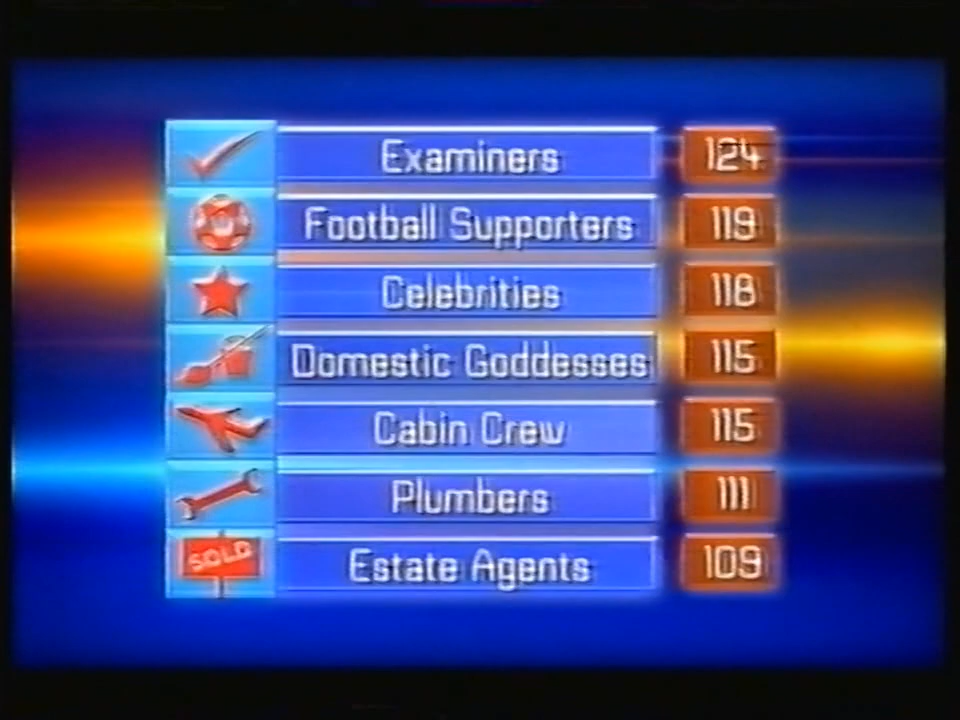 Examiners 124
Football Supporters 119
Celebrities 118
Domestic Goddesses 115
Cabin Crew 115
Plumbers 111
SOLD Estate Agents 109